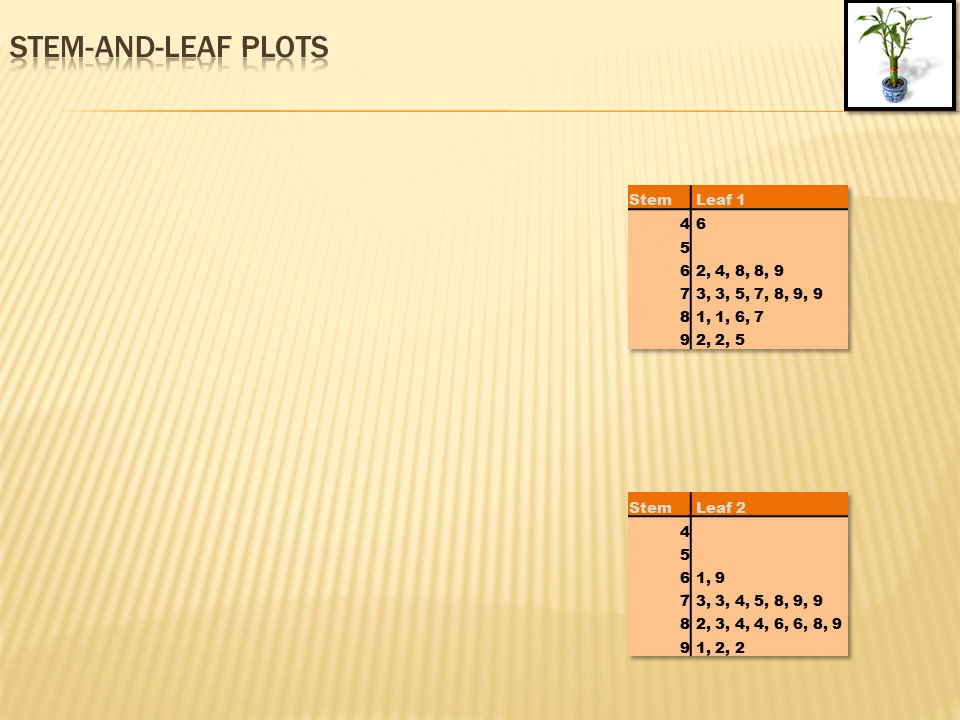 STEM-AND-LEAF PLOTS
Stem Leaf 1
4 6
5
6 2, 4, 8, 8, 9
7 3, 3, 5, 7, 8, 9, 9
8 1, 1, 6, 7
9 2, 2, 5
Stem Leaf 2
4
5
6 1, 9
7 3, 3, 4, 5, 8, 9, 9
8 2, 3, 4, 4, 6, 6, 8, 9
9 1, 2, 2